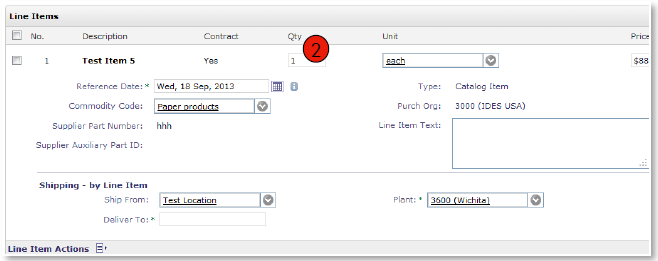 Line Items
No. Description Contract Qty Unit Price
1 Test Item 5 Yes 1 2 each $88
Reference Date: * Wed, 18 Sep, 2013 Type: Catalog Item
Commodity Code: Paper products Purch Org: 3000 (IDES USA)
Supplier Part Number: hhh Line Item Text:
Supplier Auxiliary Part ID:
Shipping - by Line Item
Ship From: Test Location Plant: * 3600 (Wichita)
Deliver To: *
Line Item Actions